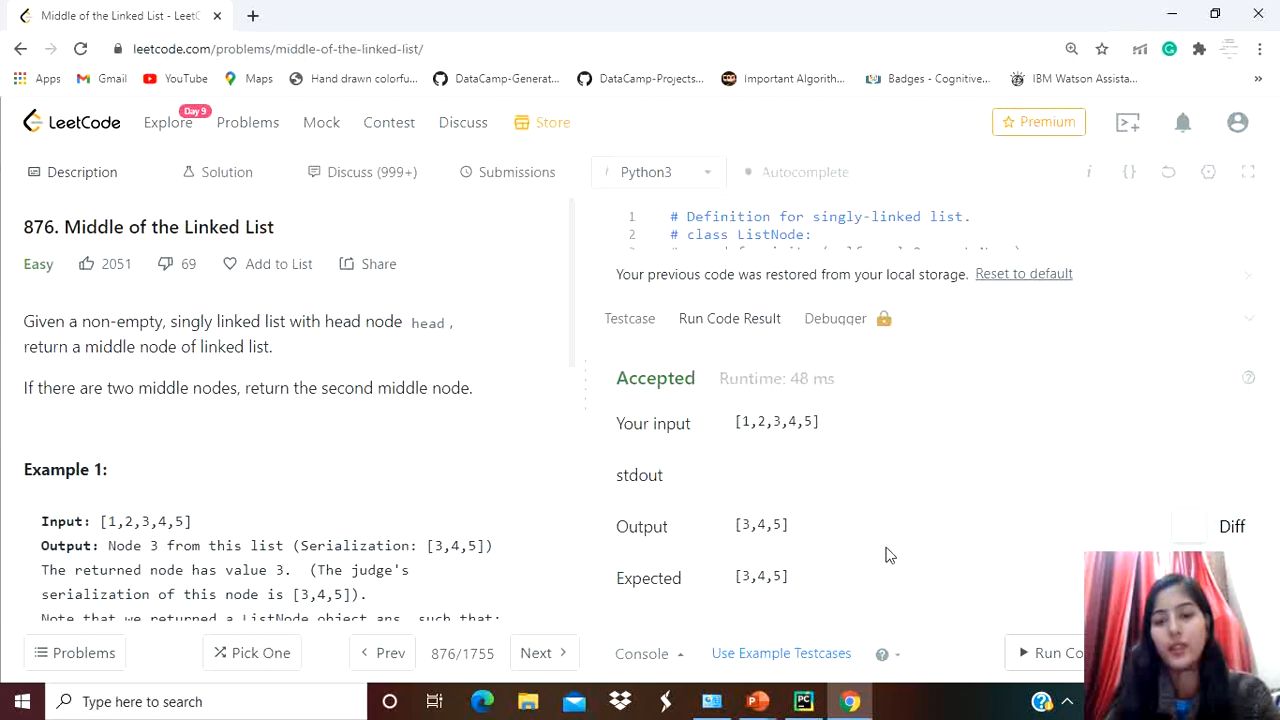 Middle of the Linked List - LeetC
leetcode.com/problems/middle-of-the-linked-list/
Apps Gmail YouTube Maps Hand drawn colorfu... DataCamp-Generat... DataCamp-Projects... Important Algorith... Badges - Cognitive... IBM Watson Assista... »
LeetCode Explore Day 9 Problems Mock Contest Discuss Store Premium
Description Solution Discuss (999+) Submissions
i Python3 Autocomplete i {}
876. Middle of the Linked List
Easy 2051 69 Add to List Share
Given a non-empty, singly linked list with head node head,
return a middle node of linked list.
If there are two middle nodes, return the second middle node.
Example 1:
Input: [1,2,3,4,5]
Output: Node 3 from this list (Serialization: [3,4,5])
The returned node has value 3. (The judge's
serialization of this node is [3,4,5]).
Note that we returned a ListNode object ans, such that:
1 # Definition for singly-linked list.
2 # class ListNode:
Your previous code was restored from your local storage. Reset to default
Testcase Run Code Result Debugger
Accepted Runtime: 48 ms
Your input [1,2,3,4,5]
stdout
Output [3,4,5]
Diff
Expected [3,4,5]
Problems Pick One Prev 876/1755 Next
Console Use Example Testcases Run Co
Type here to search